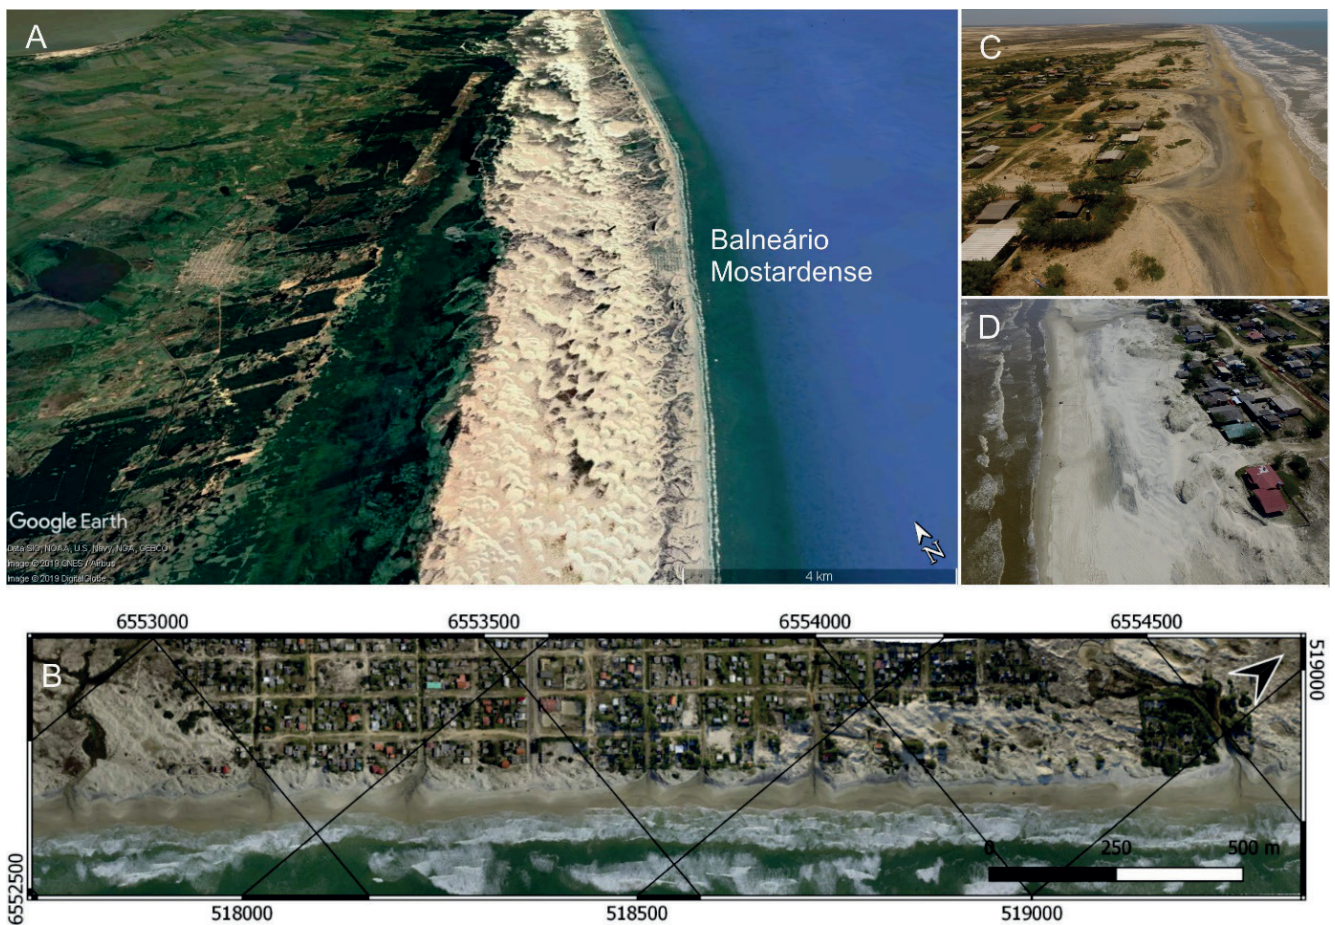 A
Balneário
Mostardense
Google Earth
Data SIO, NOAA, U.S. Navy, NGA, GEBCO
Image © 2019 CNES / Airbus
Image © 2019 DigitalGlobe
N
4 km
C
D
6553000
6553500
6554000
6554500
519000
B
0
250
500 m
6552500
518000
518500
519000